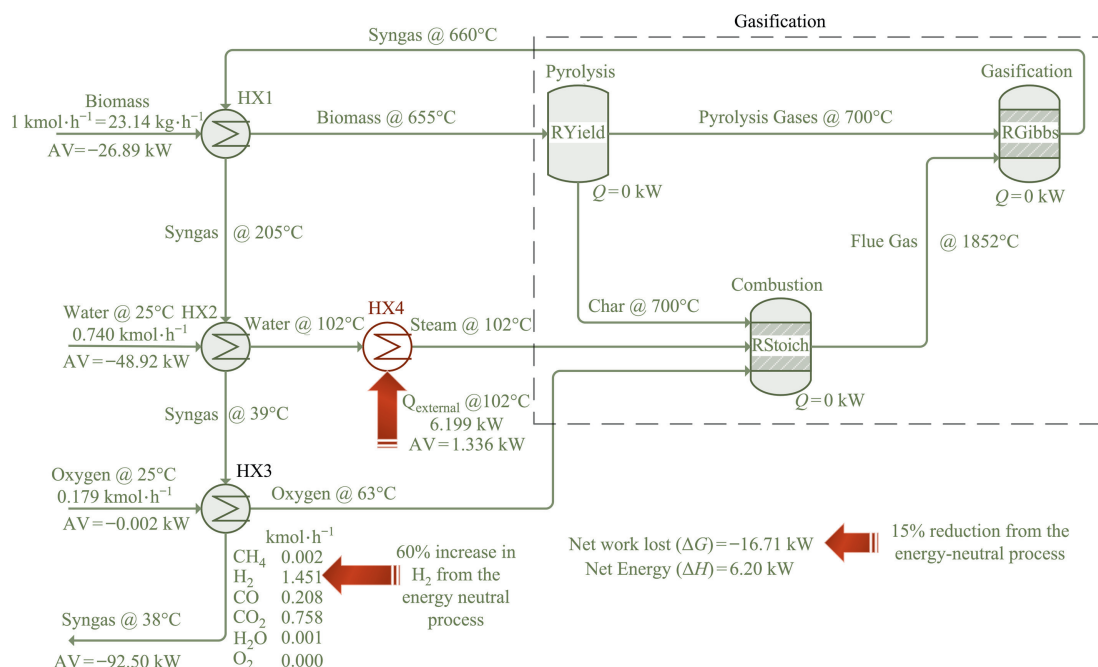 Gasification
Syngas @ 660°C
Pyrolysis
Gasification
HX1
Biomass
1 kmol·h⁻¹=23.14 kg·h⁻¹
AV=−26.89 kW
Biomass @ 655°C
RYield
Pyrolysis Gases @ 700°C
RGibbs
Q=0 kW
Q=0 kW
Syngas @ 205°C
Flue Gas @ 1852°C
Combustion
Water @ 25°C
HX2
HX4
0.740 kmol·h⁻¹
AV=−48.92 kW
Water @ 102°C
Steam @ 102°C
Char @ 700°C
RStoich
Q=0 kW
Syngas @ 39°C
Qexternal @102°C
6.199 kW
AV=1.336 kW
HX3
Oxygen @ 25°C
0.179 kmol·h⁻¹
AV=−0.002 kW
Oxygen @ 63°C
kmol·h⁻¹
CH₄ 0.002
H₂ 1.451
CO 0.208
CO₂ 0.758
H₂O 0.001
O₂ 0.000
60% increase in
H₂ from the
energy neutral
process
Net work lost (ΔG)=−16.71 kW
Net Energy (ΔH)=6.20 kW
15% reduction from the
energy-neutral process
Syngas @ 38°C
AV=−92.50 kW